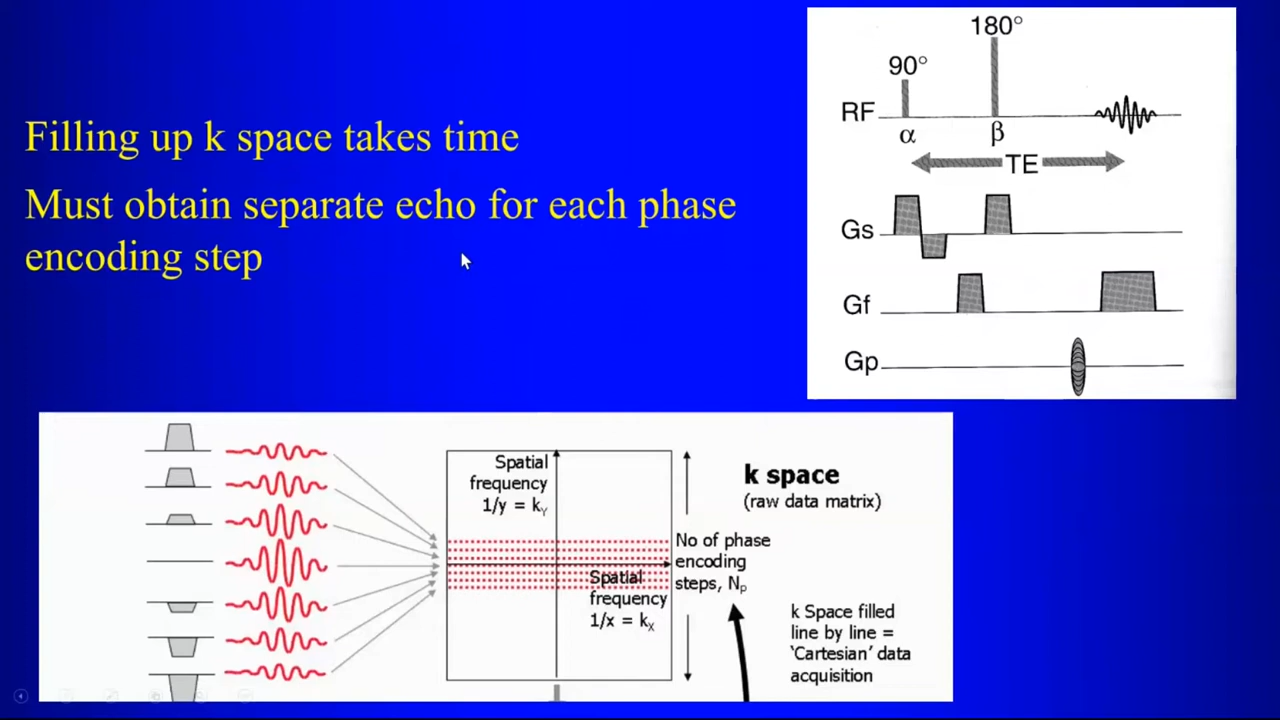 Filling up k space takes time
Must obtain separate echo for each phase
encoding step
180°
90°
RF
α
β
TE
Gs
Gf
Gp
Spatial
frequency
1/y = kY
Spatial
frequency
1/x = kX
No of phase
encoding
steps, Np
k space
(raw data matrix)
k Space filled
line by line =
‘Cartesian’ data
acquisition